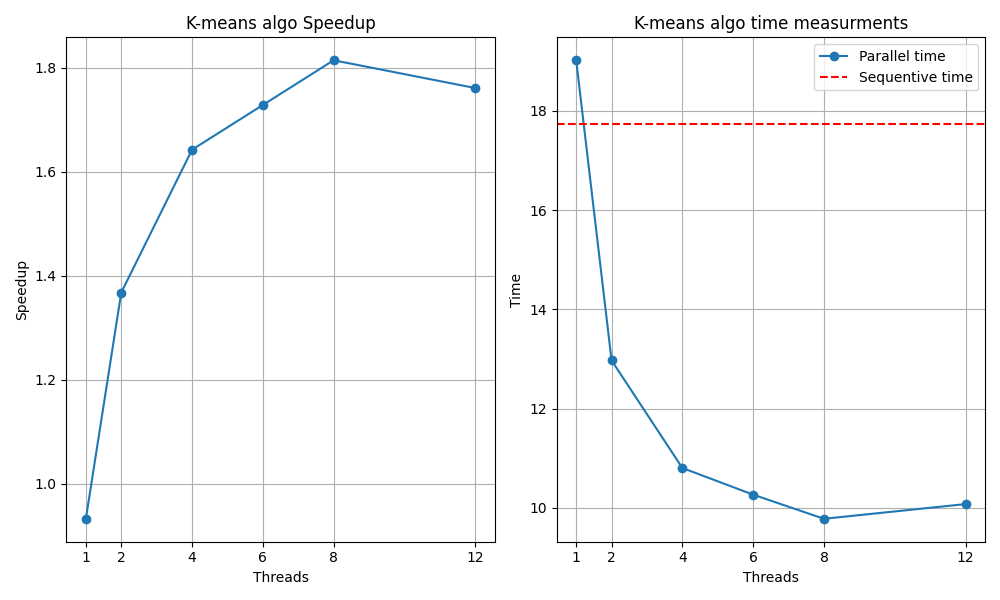 K-means algo Speedup
Speedup
1.8
1.6
1.4
1.2
1.0
1 2 4 6 8 12
Threads
K-means algo time measurments
Parallel time
Sequentive time
Time
18
16
14
12
10
1 2 4 6 8 12
Threads